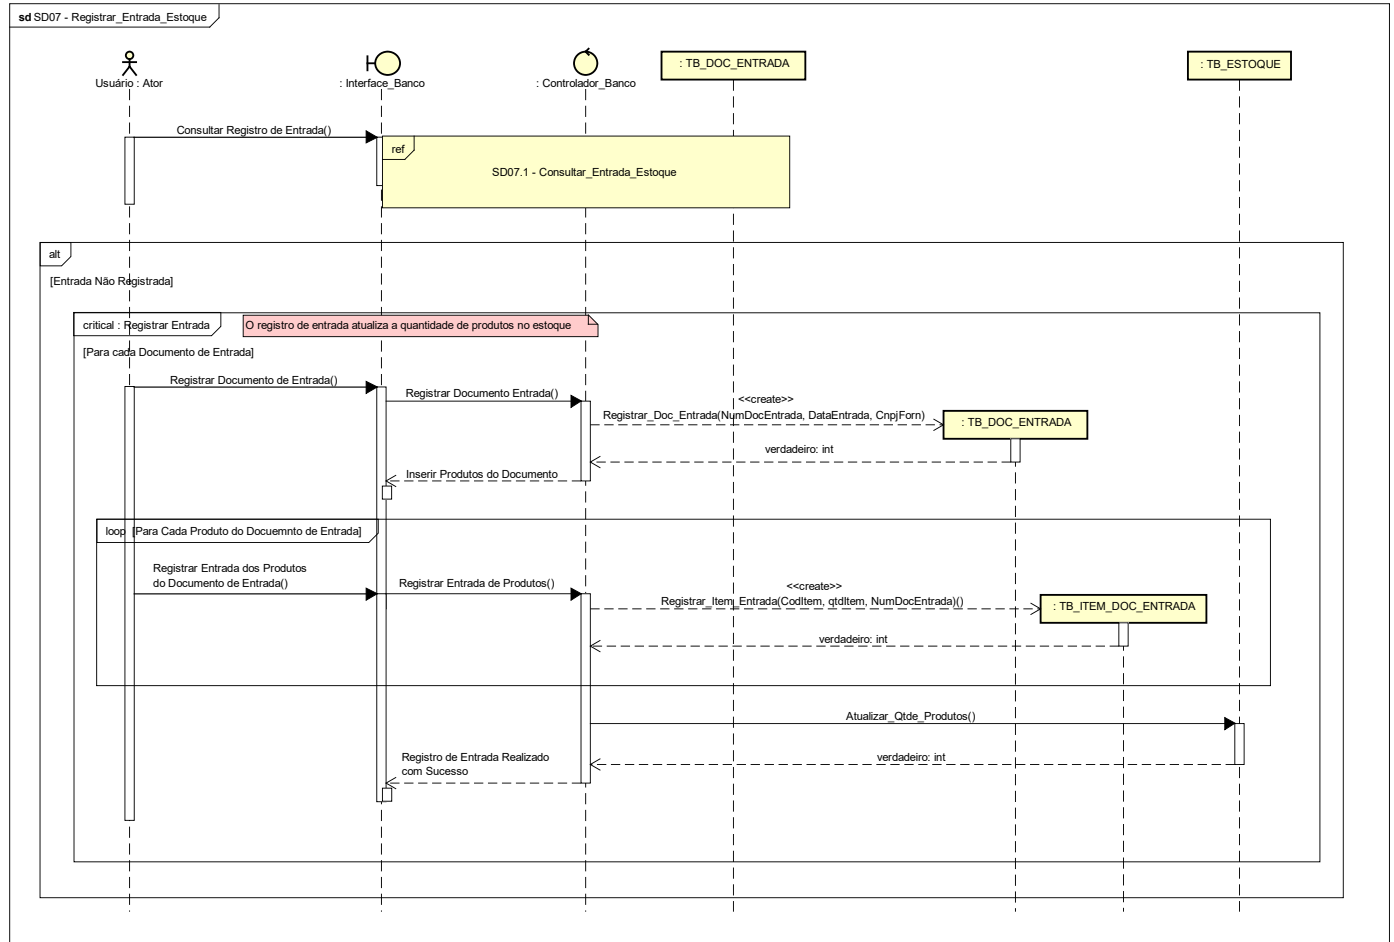 sd SD07 - Registrar_Entrada_Estoque
Usuário : Ator
: Interface_Banco
: Controlador_Banco
: TB_DOC_ENTRADA
: TB_ESTOQUE
Consultar Registro de Entrada()
ref
SD07.1 - Consultar_Entrada_Estoque
alt
[Entrada Não Registrada]
critical : Registrar Entrada
O registro de entrada atualiza a quantidade de produtos no estoque
[Para cada Documento de Entrada]
Registrar Documento de Entrada()
Registrar Documento Entrada()
<<create>>
Registrar_Doc_Entrada(NumDocEntrada, DataEntrada, CnpjForn)
: TB_DOC_ENTRADA
verdadeiro: int
Inserir Produtos do Documento
loop [Para Cada Produto do Docuemnto de Entrada]
Registrar Entrada dos Produtos
do Documento de Entrada()
Registrar Entrada de Produtos()
<<create>>
Registrar_Item_Entrada(CodItem, qtdItem, NumDocEntrada)()
: TB_ITEM_DOC_ENTRADA
verdadeiro: int
Atualizar_Qtde_Produtos()
verdadeiro: int
Registro de Entrada Realizado
com Sucesso